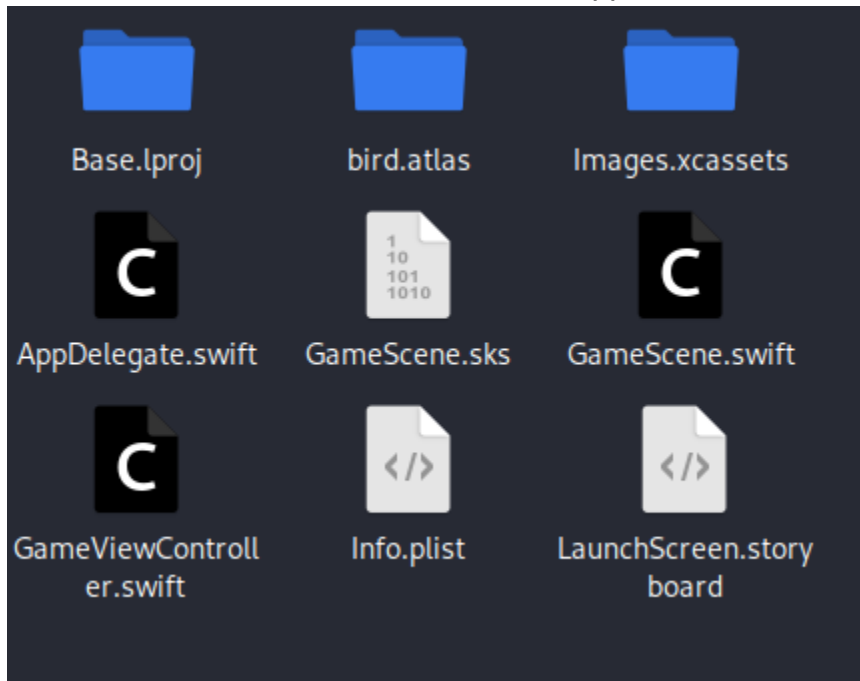 Base.lproj
bird.atlas
Images.xcassets
C
1
10
101
1010
C
AppDelegate.swift
GameScene.sks
GameScene.swift
C
</>
</>
GameViewControll
er.swift
Info.plist
LaunchScreen.story
board